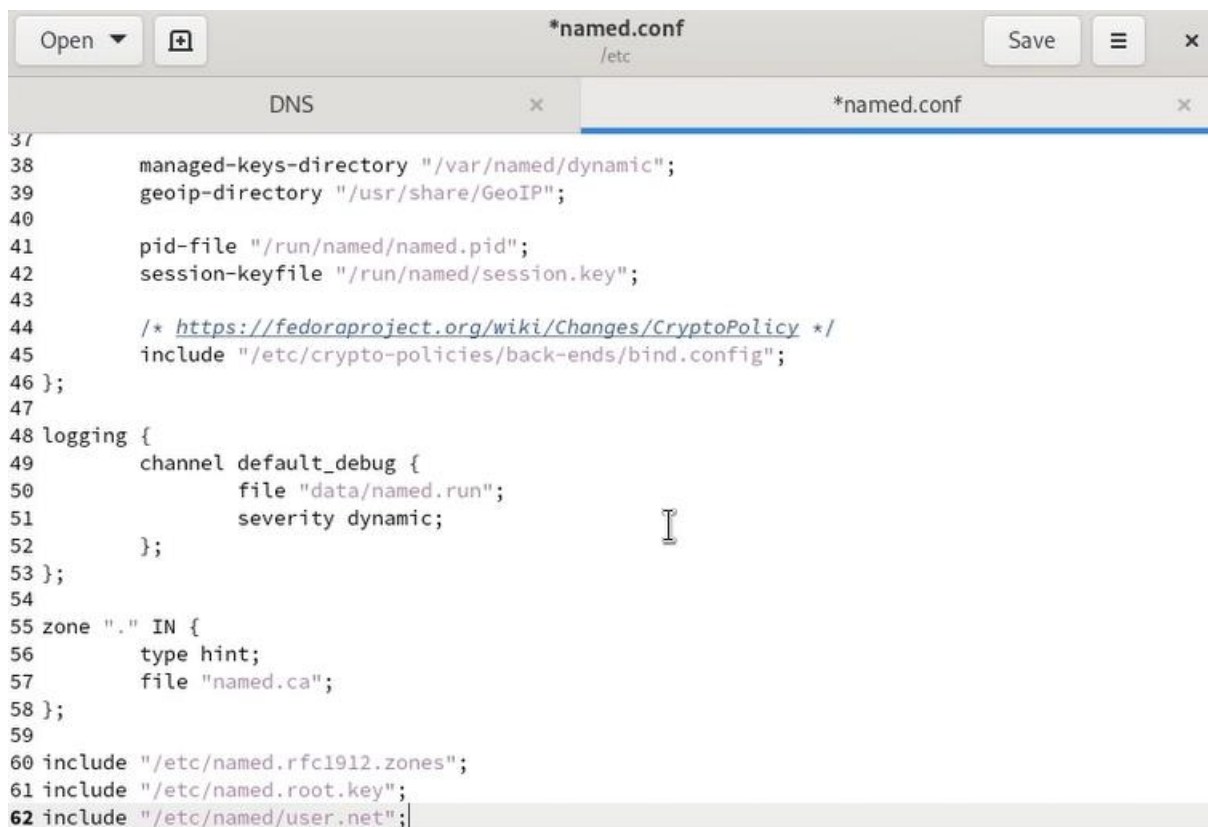 Open
*named.conf
/etc
Save
DNS
*named.conf
37
38 managed-keys-directory "/var/named/dynamic";
39 geoip-directory "/usr/share/GeoIP";
40
41 pid-file "/run/named/named.pid";
42 session-keyfile "/run/named/session.key";
43
44 /* https://fedoraproject.org/wiki/Changes/CryptoPolicy */
45 include "/etc/crypto-policies/back-ends/bind.config";
46 };
47
48 logging {
49 channel default_debug {
50 file "data/named.run";
51 severity dynamic;
52 };
53 };
54
55 zone "." IN {
56 type hint;
57 file "named.ca";
58 };
59
60 include "/etc/named.rfc1912.zones";
61 include "/etc/named.root.key";
62 include "/etc/named/user.net";